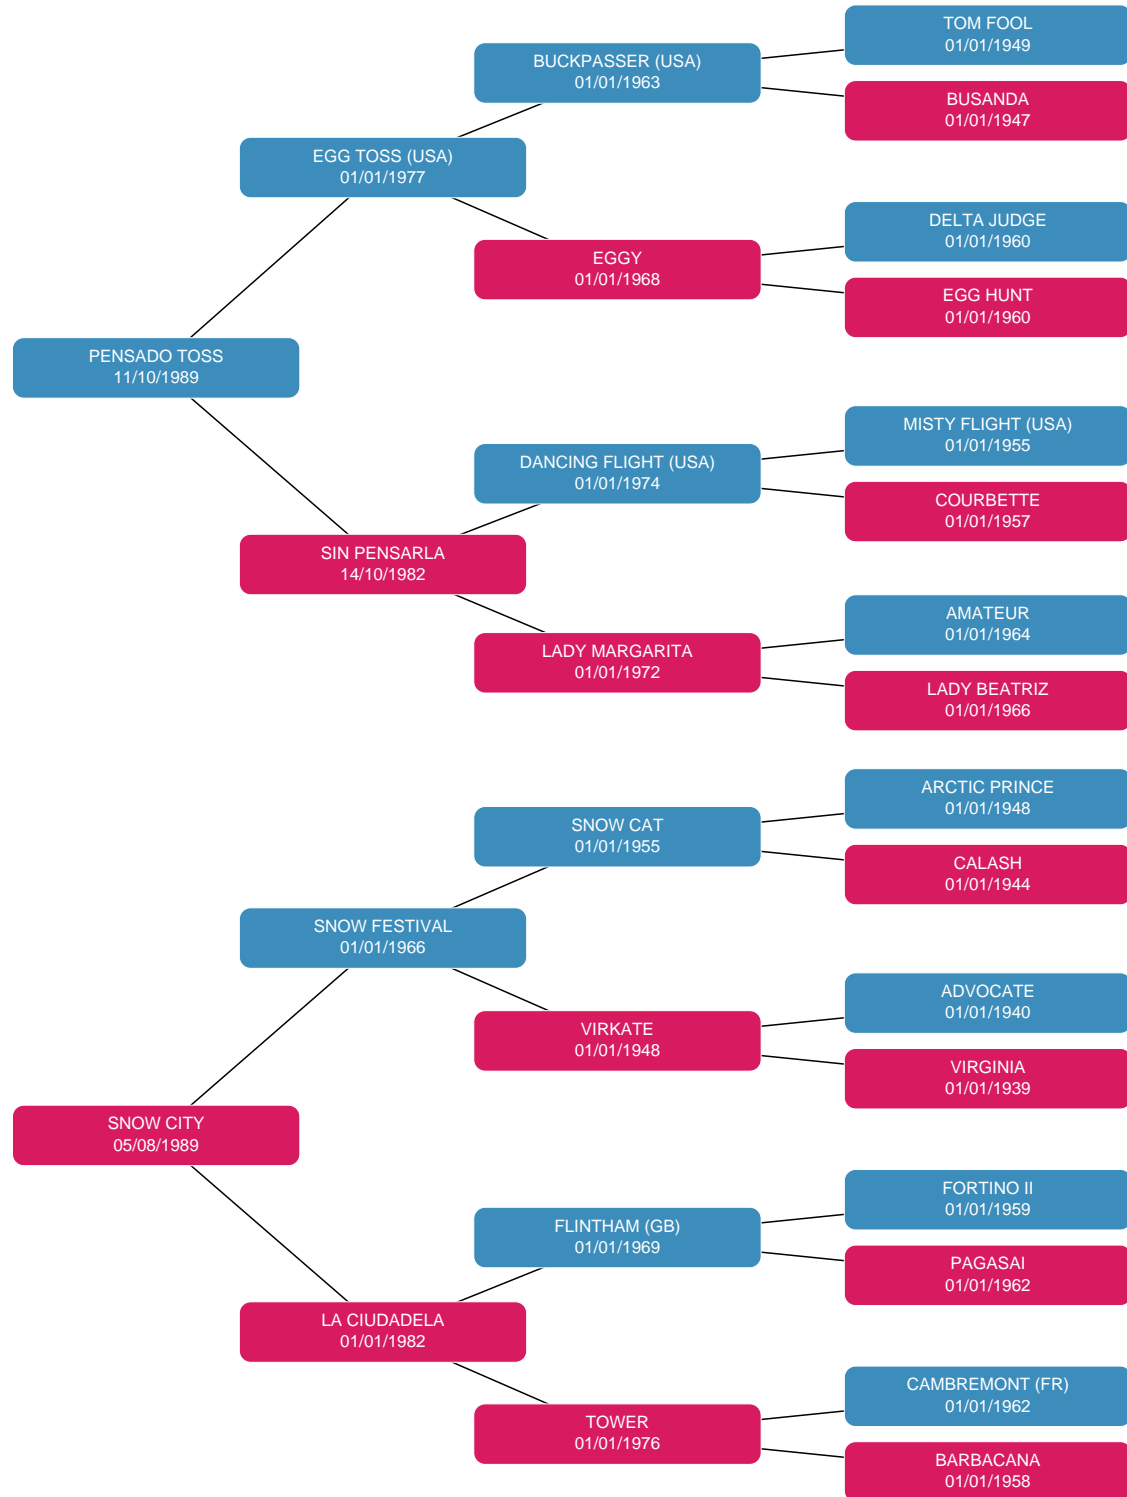 TOM FOOL
01/01/1949
BUCKPASSER (USA)
01/01/1963
BUSANDA
01/01/1947
EGG TOSS (USA)
01/01/1977
DELTA JUDGE
01/01/1960
EGGY
01/01/1968
EGG HUNT
01/01/1960
PENSADO TOSS
11/10/1989
MISTY FLIGHT (USA)
01/01/1955
DANCING FLIGHT (USA)
01/01/1974
COURBETTE
01/01/1957
SIN PENSARLA
14/10/1982
AMATEUR
01/01/1964
LADY MARGARITA
01/01/1972
LADY BEATRIZ
01/01/1966
ARCTIC PRINCE
01/01/1948
SNOW CAT
01/01/1955
CALASH
01/01/1944
SNOW FESTIVAL
01/01/1966
ADVOCATE
01/01/1940
VIRKATE
01/01/1948
VIRGINIA
01/01/1939
SNOW CITY
05/08/1989
FORTINO II
01/01/1959
FLINTHAM (GB)
01/01/1969
PAGASAI
01/01/1962
LA CIUDADELA
01/01/1982
CAMBREMONT (FR)
01/01/1962
TOWER
01/01/1976
BARBACANA
01/01/1958